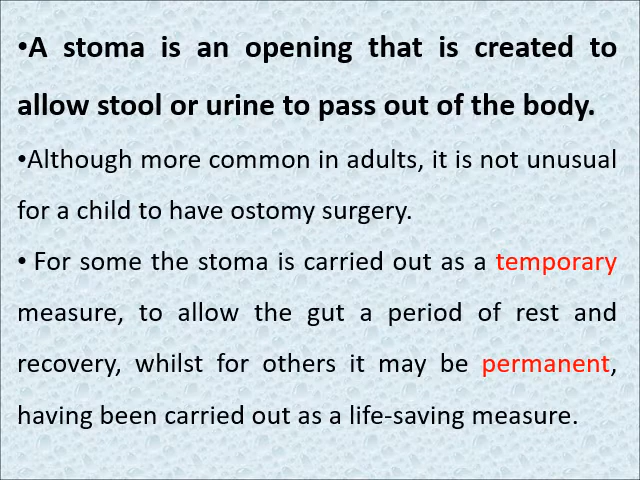 •A stoma is an opening that is created to
allow stool or urine to pass out of the body.
•Although more common in adults, it is not unusual
for a child to have ostomy surgery.
• For some the stoma is carried out as a temporary
measure, to allow the gut a period of rest and
recovery, whilst for others it may be permanent,
having been carried out as a life-saving measure.